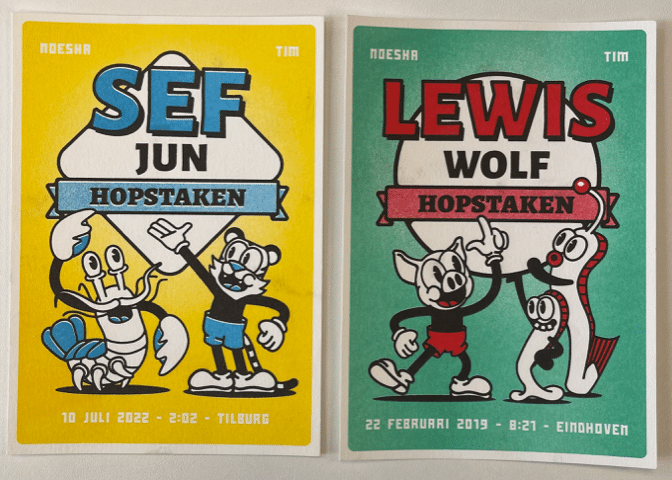 NOESHA TIM
SEF
JUN
HOPSTAKEN
10 JULI 2022 - 2:02 - TILBURG
NOESHA TIM
LEWIS
WOLF
HOPSTAKEN
22 FEBRUARI 2019 - 8:21 - EINDHOVEN